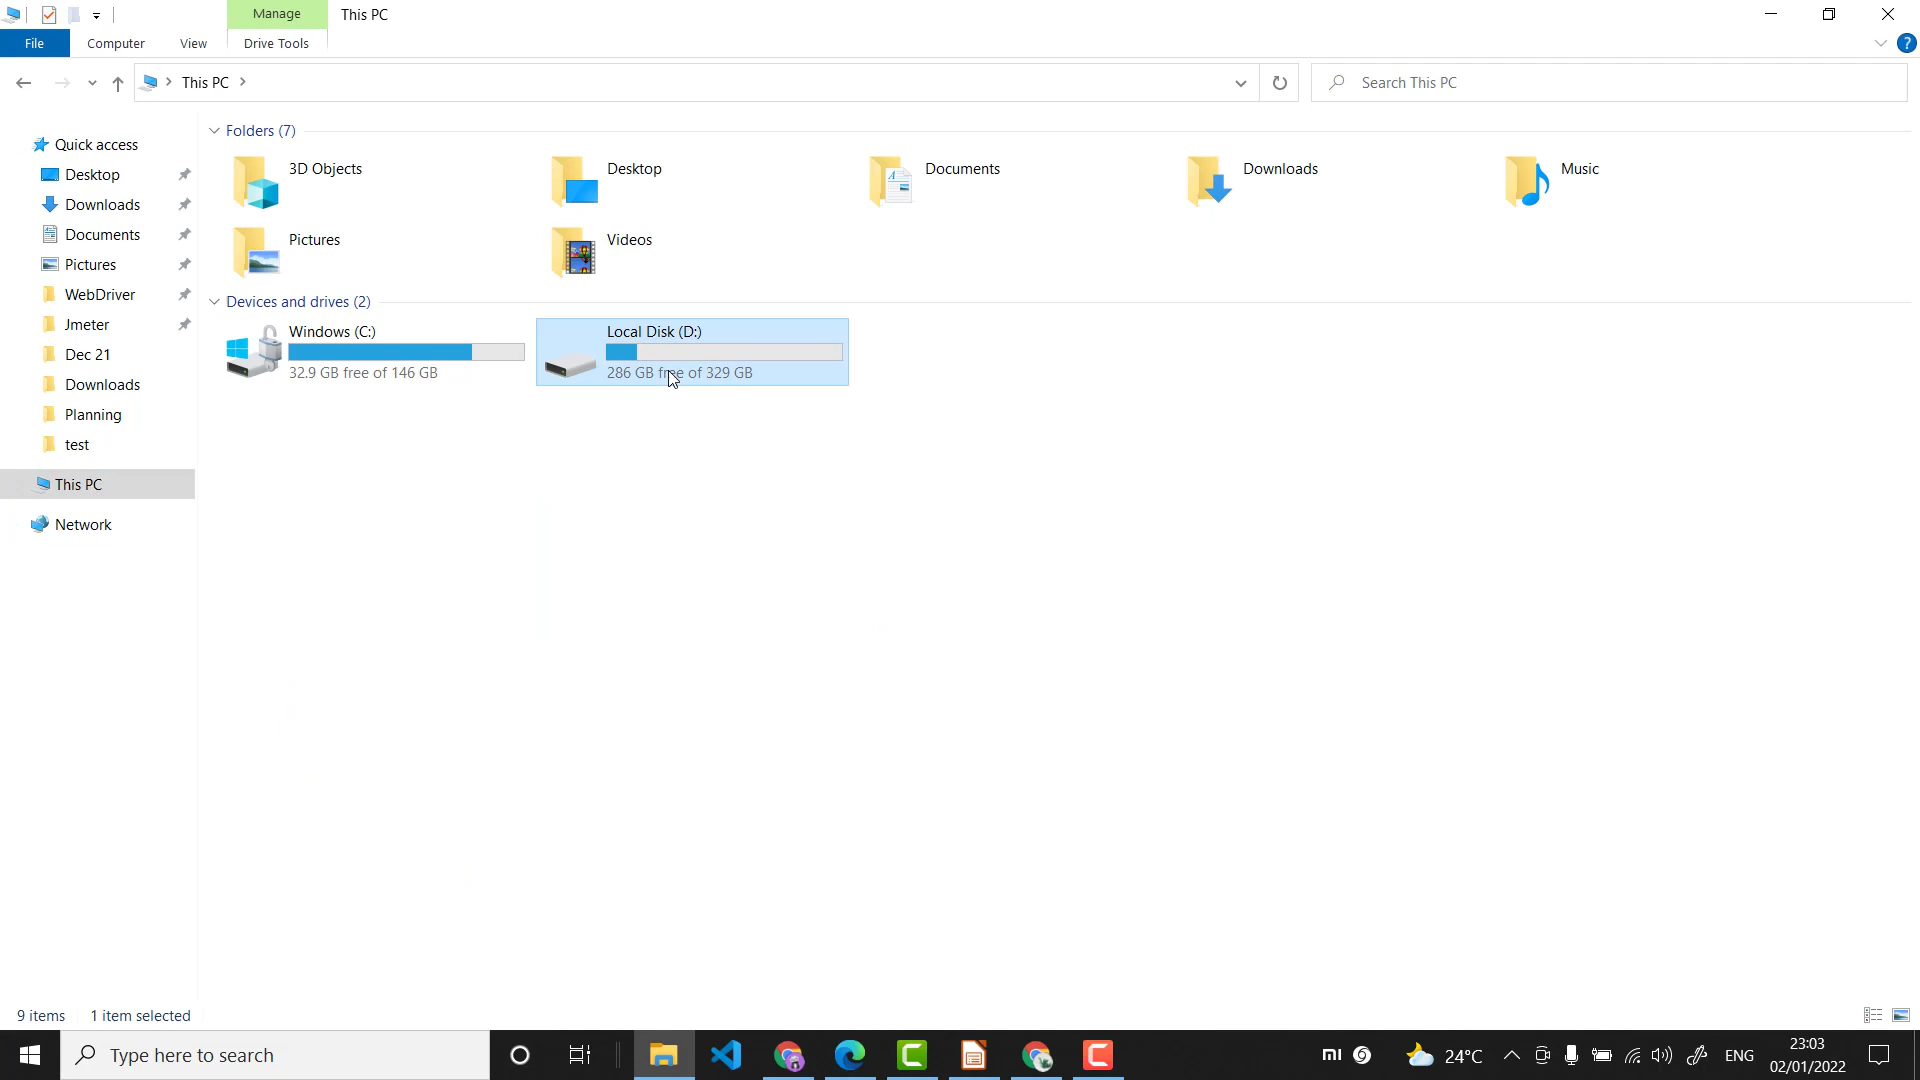 Manage
This PC
File
Computer
View
Drive Tools
This PC
Search This PC
Quick access
Desktop
Downloads
Documents
Pictures
WebDriver
Jmeter
Dec 21
Downloads
Planning
test
This PC
Network
Folders (7)
3D Objects
Desktop
Documents
Downloads
Music
Pictures
Videos
Devices and drives (2)
Windows (C:)
32.9 GB free of 146 GB
Local Disk (D:)
286 GB free of 329 GB
9 items
1 item selected
Type here to search
24°C
ENG
23:03
02/01/2022